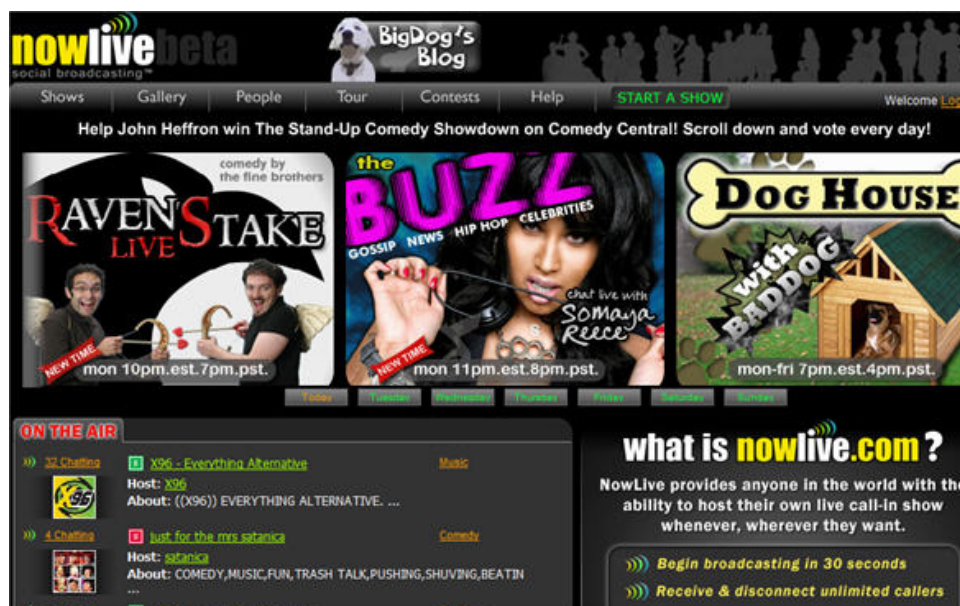 nowlive beta
social broadcasting™
BigDog's
Blog
Shows
Gallery
People
Tour
Contests
Help
START A SHOW
Welcome Log
Help John Heffron win The Stand-Up Comedy Showdown on Comedy Central! Scroll down and vote every day!
comedy by
the fine brothers
RAVEN'S STAKE
LIVE
NEW TIME
mon 10pm.est.7pm.pst.
the
BUZZ
GOSSIP NEWS HIP HOP CELEBRITIES
chat live with
Somaya
Reece
NEW TIME
mon 11pm.est.8pm.pst.
DOG HOUSE
with
BADDOG
mon-fri 7pm.est.4pm.pst.
Today
Tuesday
Wednesday
Thursday
Friday
Saturday
Sunday
ON THE AIR
32 Chatting
X96 - Everything Alternative
Music
X96
Host: X96
About: ((X96)) EVERYTHING ALTERNATIVE. ...
4 Chatting
just for the mrs satanica
Comedy
Host: satanica
About: COMEDY,MUSIC,FUN,TRASH TALK,PUSHING,SHUVING,BEATIN
...
what is nowlive.com ?
NowLive provides anyone in the world with the
ability to host their own live call-in show
whenever, wherever they want.
Begin broadcasting in 30 seconds
Receive & disconnect unlimited callers